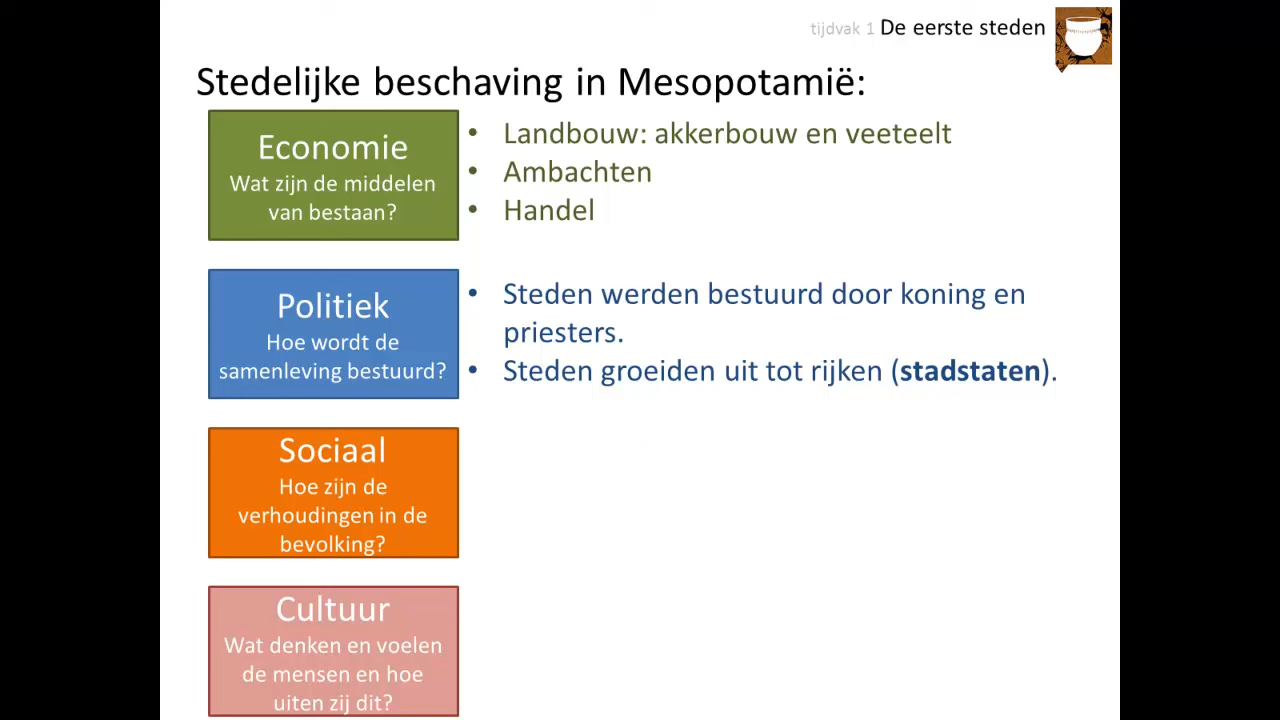 tijdvak 1 De eerste steden
Stedelijke beschaving in Mesopotamië:
Economie
Wat zijn de middelen
van bestaan?
• Landbouw: akkerbouw en veeteelt
• Ambachten
• Handel
Politiek
Hoe wordt de
samenleving bestuurd?
• Steden werden bestuurd door koning en
priesters.
• Steden groeiden uit tot rijken (stadstaten).
Sociaal
Hoe zijn de
verhoudingen in de
bevolking?
Cultuur
Wat denken en voelen
de mensen en hoe
uiten zij dit?